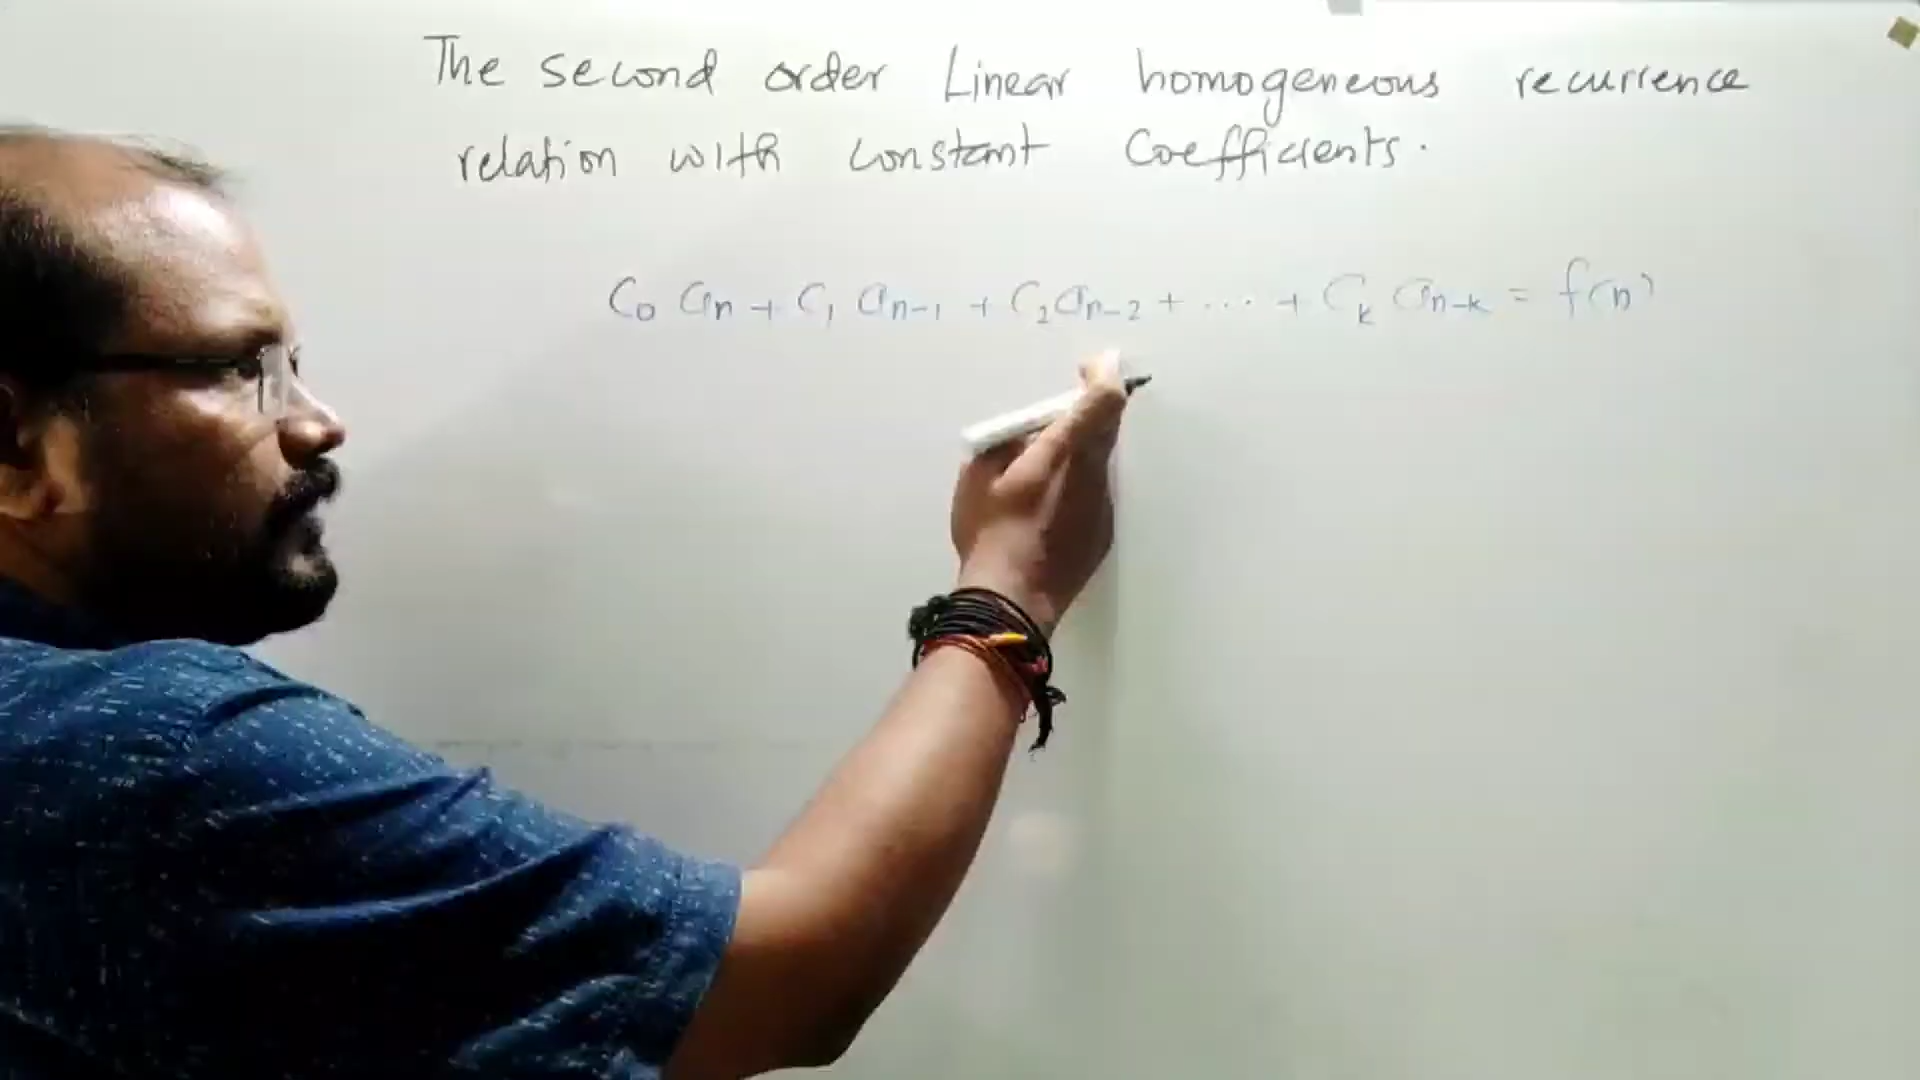 The second order Linear homogeneous recurrence
relation with constant Coefficients.
C₀ aₙ + C₁ aₙ₋₁ + C₂ aₙ₋₂ + ... + Cₖ aₙ₋ₖ = f(n)